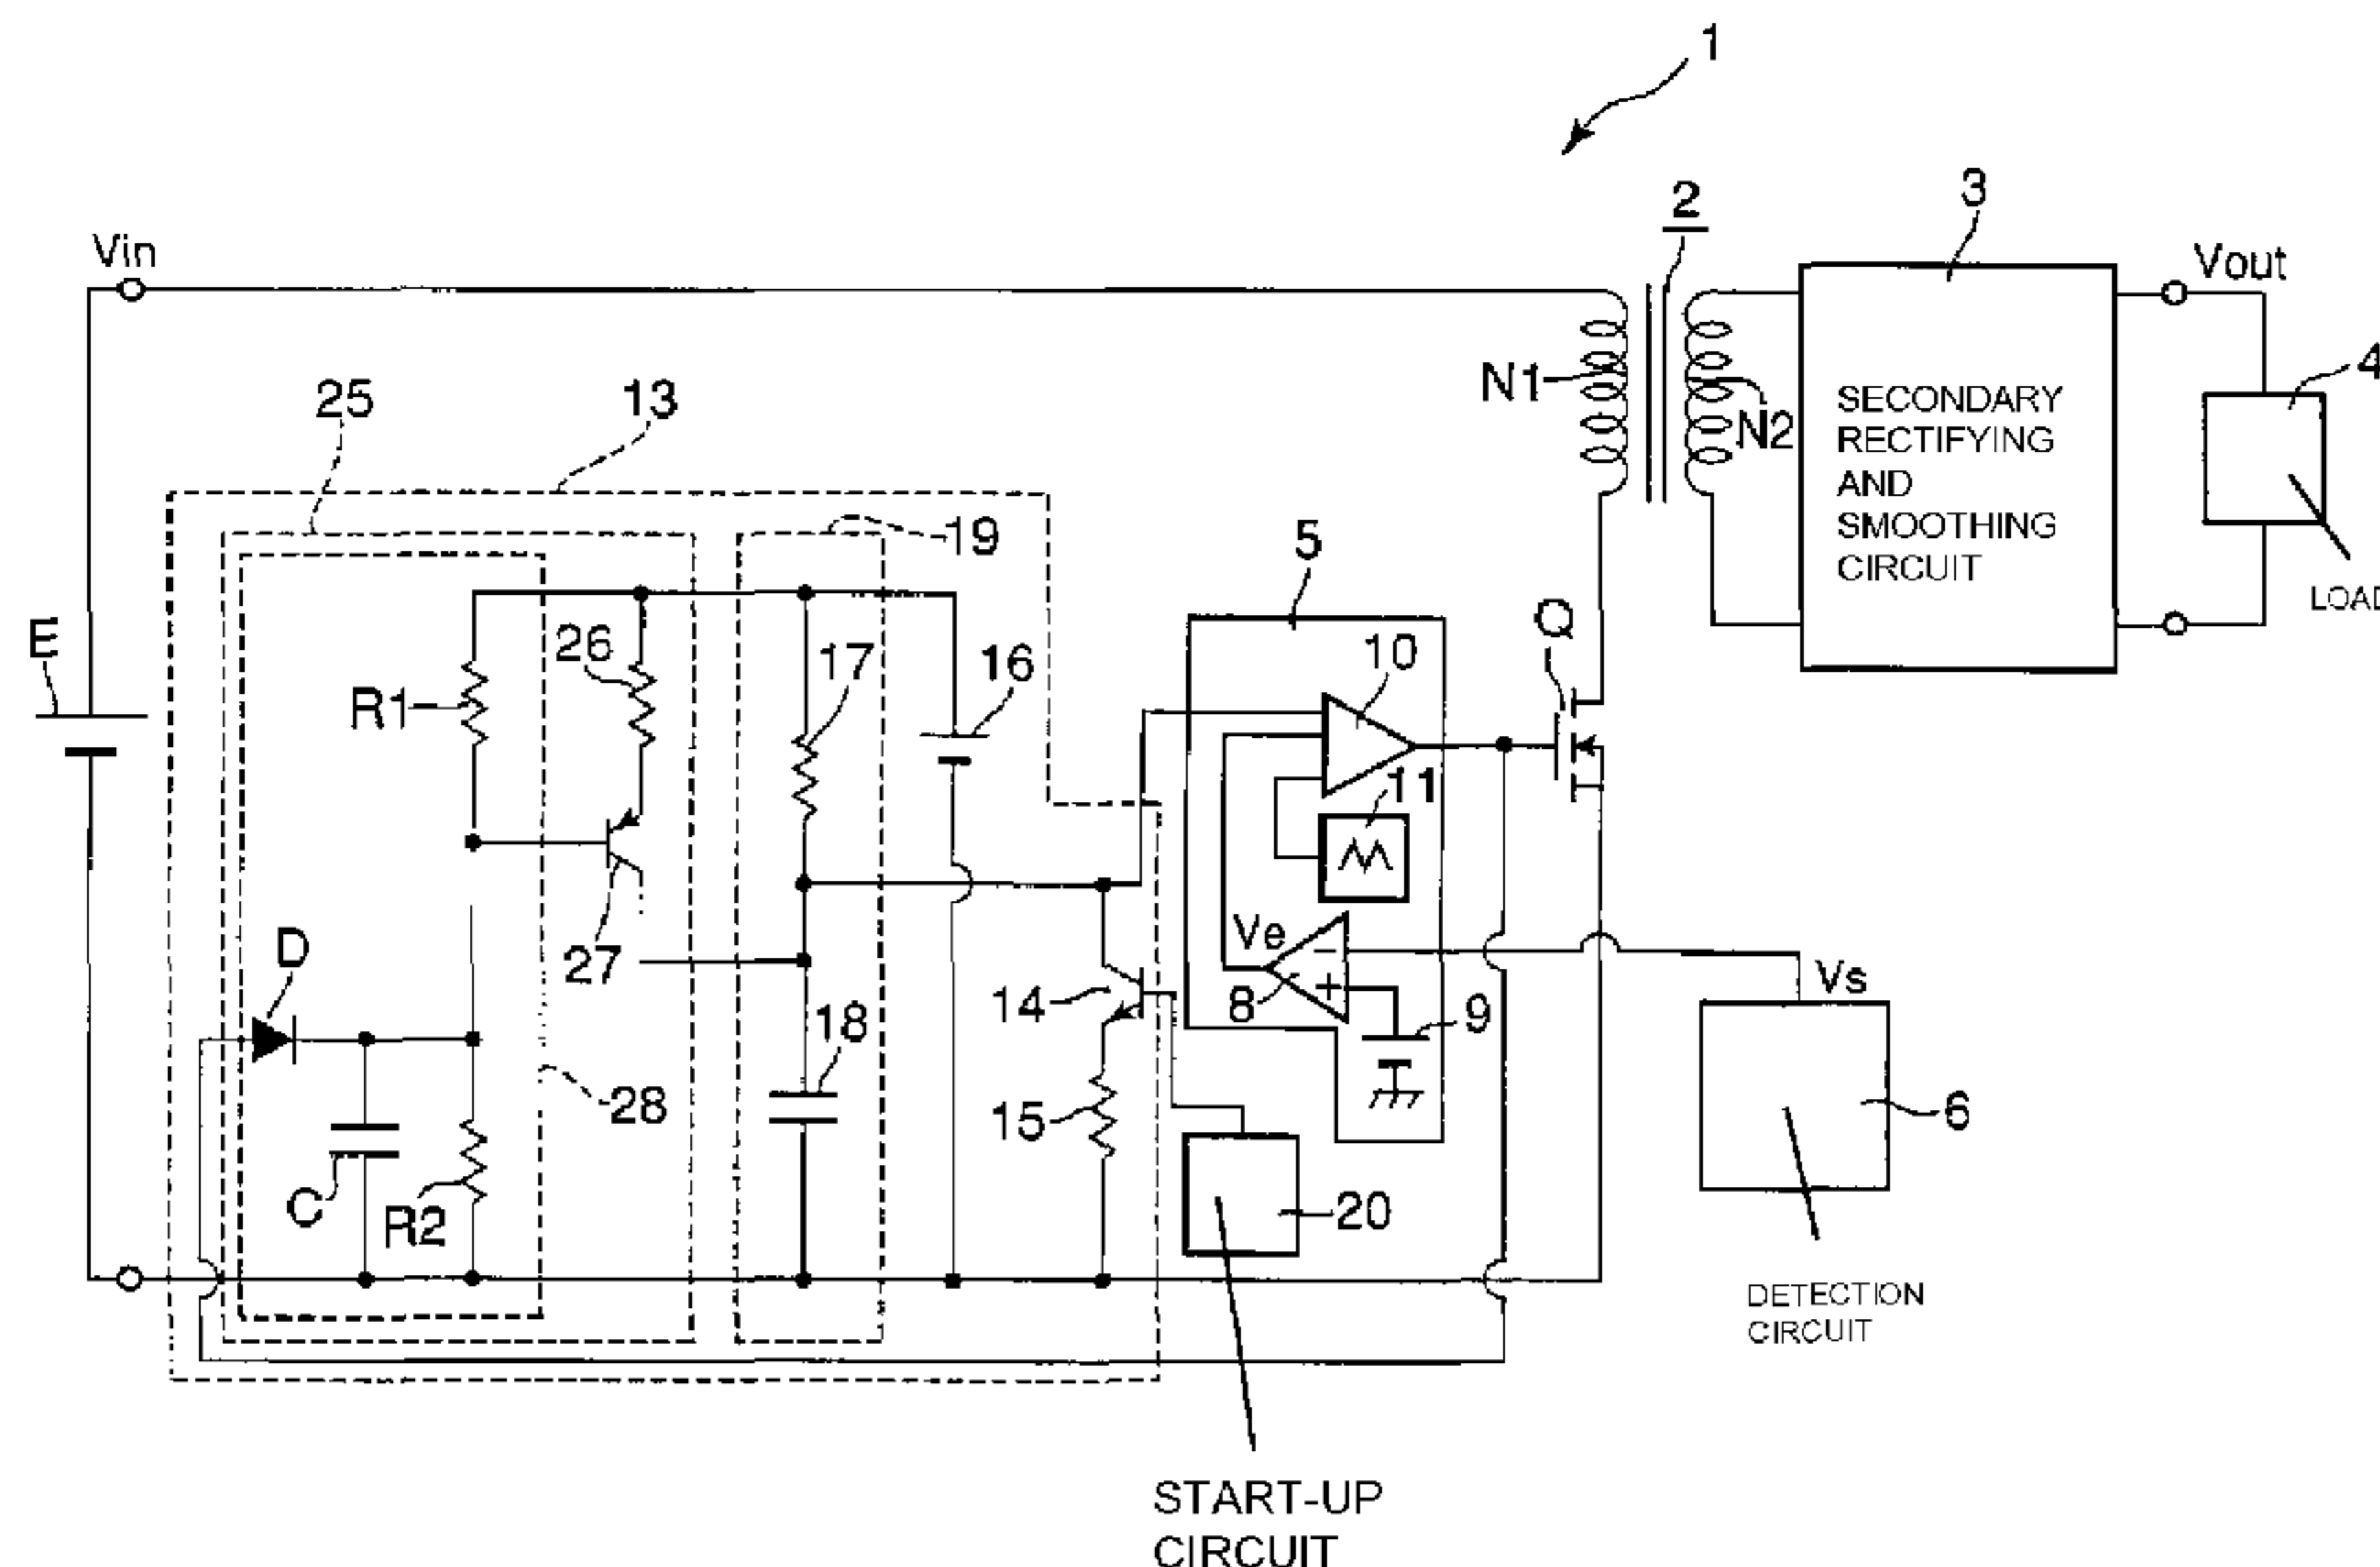 1
2
3
Vin
Vout
N1
N2
SECONDARY
RECTIFYING
AND
SMOOTHING
CIRCUIT
4
LOAD
25
13
19
5
E
R1
26
17
16
10
Q
11
27
D
Ve
-
+
8
9
Vs
14
18
28
15
6
C
R2
20
DETECTION
CIRCUIT
START-UP
CIRCUIT